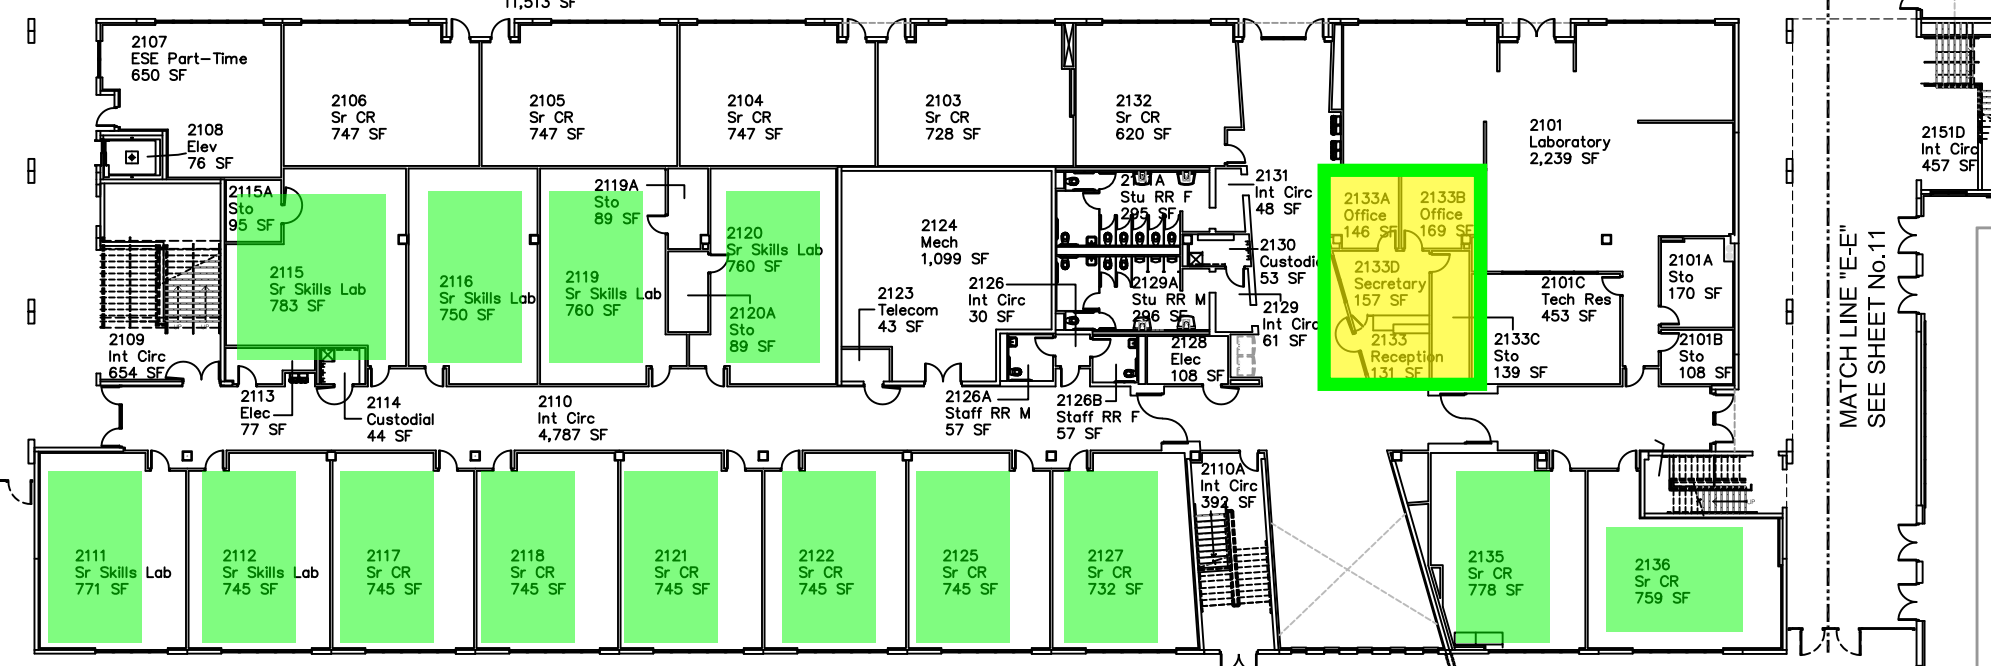 11,513 SF
2107
ESE Part-Time
650 SF
2108
Elev
76 SF
2106
Sr CR
747 SF
2105
Sr CR
747 SF
2104
Sr CR
747 SF
2103
Sr CR
728 SF
2132
Sr CR
620 SF
2101
Laboratory
2,239 SF
2151D
Int Circ
457 SF
2115A
Sto
95 SF
2115
Sr Skills Lab
783 SF
2116
Sr Skills Lab
750 SF
2119A
Sto
89 SF
2119
Sr Skills Lab
760 SF
2120
Sr Skills Lab
760 SF
2120A
Sto
89 SF
2124
Mech
1,099 SF
2123
Telecom
43 SF
2126
Int Circ
30 SF
Stu RR F
295 SF
2131
Int Circ
48 SF
2130
Custodial
53 SF
2129A
Stu RR M
296 SF
2129
Int Circ
61 SF
2128
Elec
108 SF
2133A
Office
146 SF
2133B
Office
169 SF
2133D
Secretary
157 SF
2133
Reception
131 SF
2133C
Sto
139 SF
2101C
Tech Res
453 SF
2101A
Sto
170 SF
2101B
Sto
108 SF
2109
Int Circ
654 SF
2113
Elec
77 SF
2114
Custodial
44 SF
2110
Int Circ
4,787 SF
2126A
Staff RR M
57 SF
2126B
Staff RR F
57 SF
2110A
Int Circ
392 SF
2111
Sr Skills Lab
771 SF
2112
Sr Skills Lab
745 SF
2117
Sr CR
745 SF
2118
Sr CR
745 SF
2121
Sr CR
745 SF
2122
Sr CR
745 SF
2125
Sr CR
745 SF
2127
Sr CR
732 SF
2135
Sr CR
778 SF
2136
Sr CR
759 SF
UP
MATCH LINE "E-E"
SEE SHEET No.11